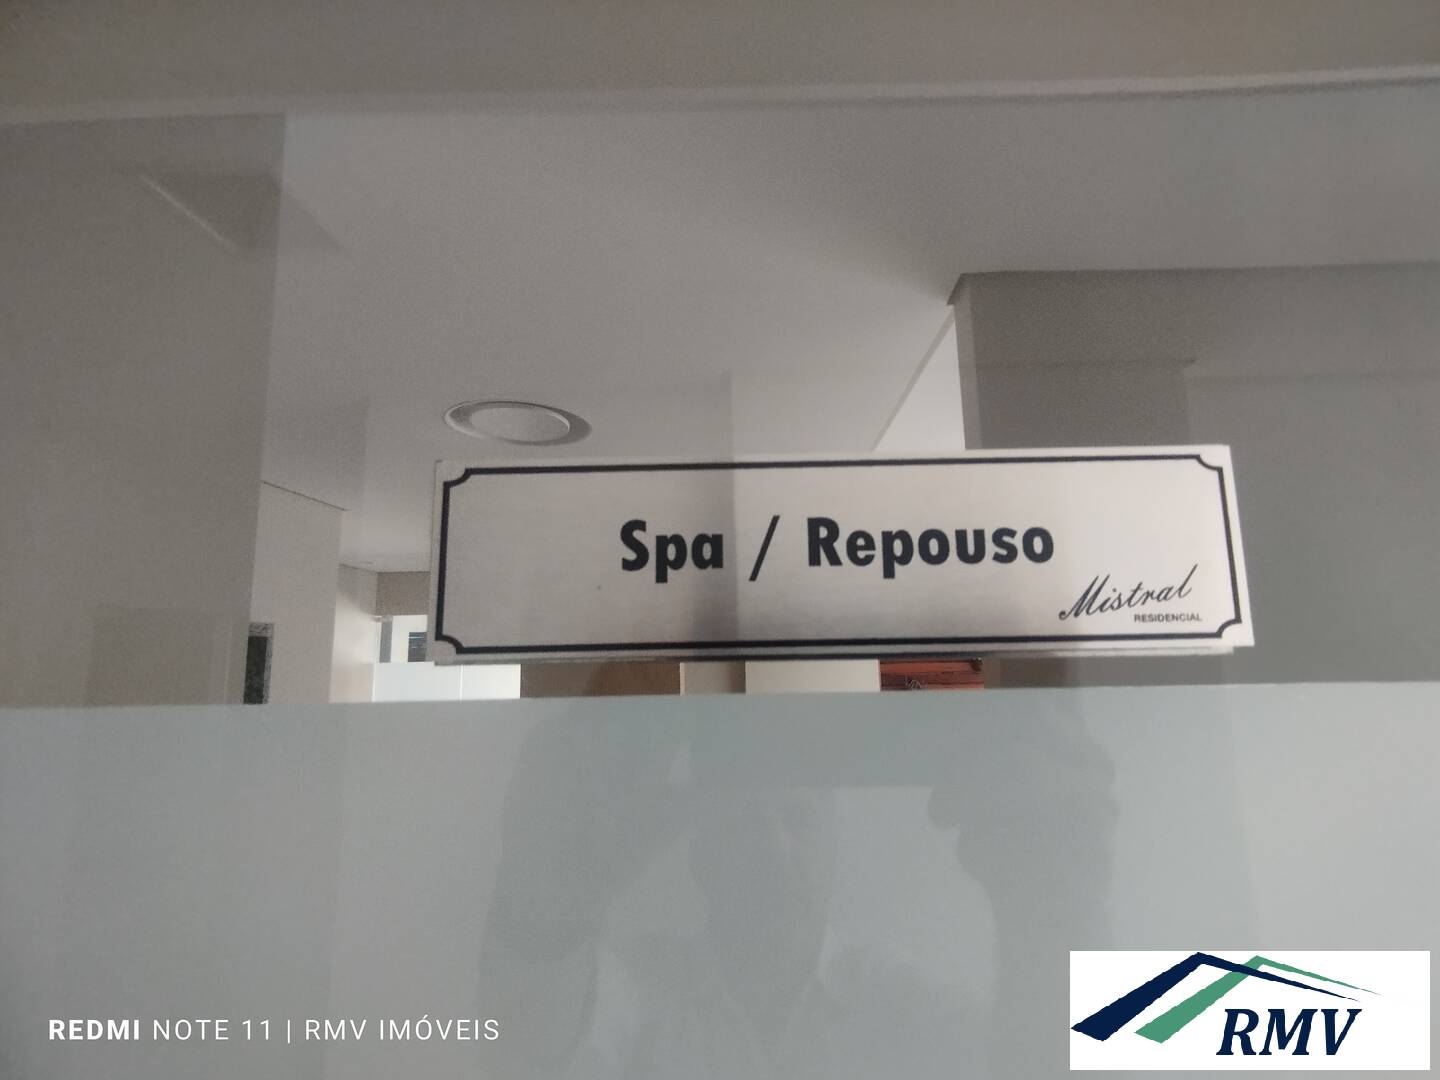 Spa / Repouso
Mistral
RESIDENCIAL
REDMI NOTE 11 | RMV IMÓVEIS
RMV